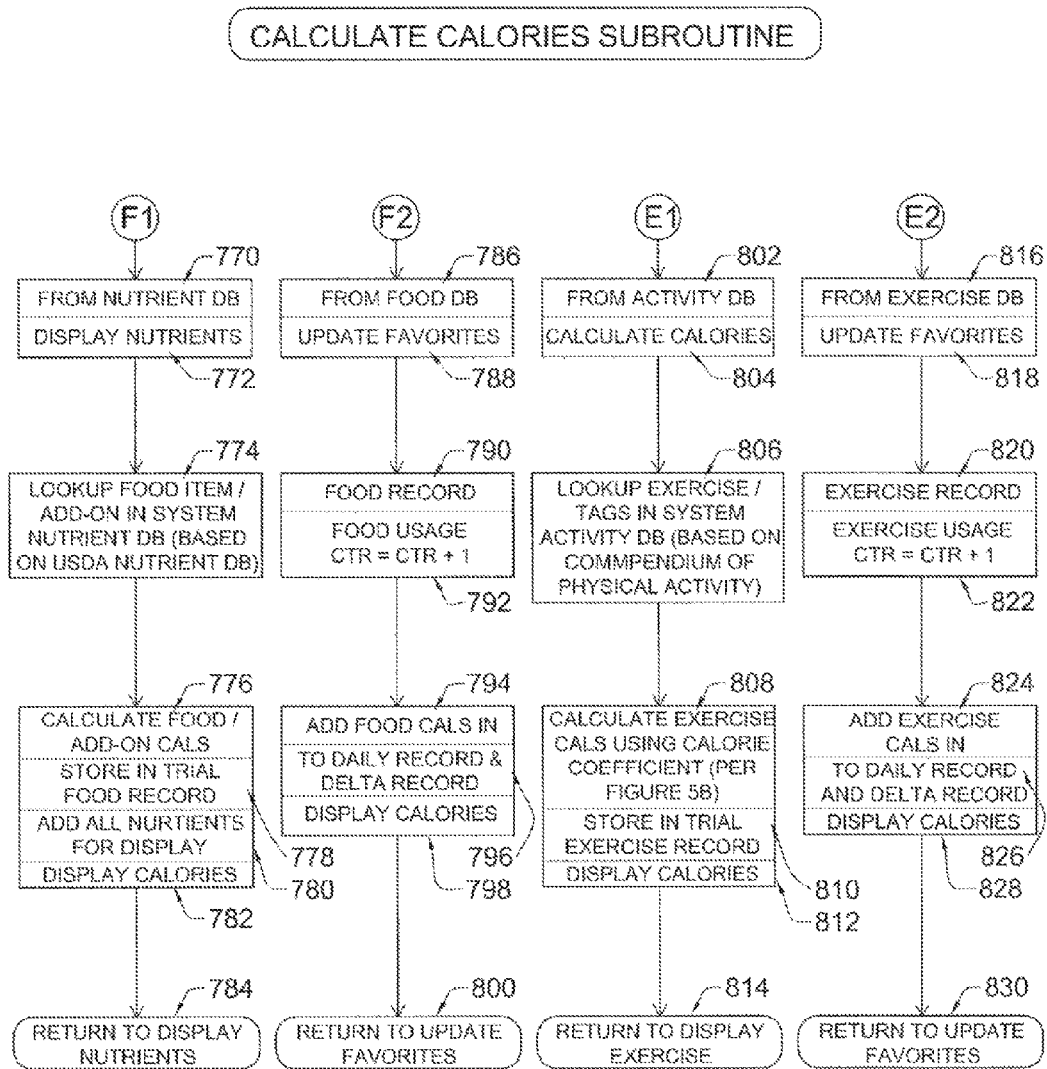 CALCULATE CALORIES SUBROUTINE
F1
770
FROM NUTRIENT DB
DISPLAY NUTRIENTS
772
774
LOOKUP FOOD ITEM /
ADD-ON IN SYSTEM
NUTRIENT DB (BASED
ON USDA NUTRIENT DB)
776
CALCULATE FOOD /
ADD-ON CALS
STORE IN TRIAL
FOOD RECORD
ADD ALL NURTIENTS
FOR DISPLAY
DISPLAY CALORIES
778
780
782
784
RETURN TO DISPLAY
NUTRIENTS
F2
786
FROM FOOD DB
UPDATE FAVORITES
788
790
FOOD RECORD
FOOD USAGE
CTR = CTR + 1
792
794
ADD FOOD CALS IN
TO DAILY RECORD &
DELTA RECORD
DISPLAY CALORIES
796
798
800
RETURN TO UPDATE
FAVORITES
E1
802
FROM ACTIVITY DB
CALCULATE CALORIES
804
806
LOOKUP EXERCISE /
TAGS IN SYSTEM
ACTIVITY DB (BASED ON
COMMPENDIUM OF
PHYSICAL ACTIVITY)
808
CALCULATE EXERCISE
CALS USING CALORIE
COEFFICIENT (PER
FIGURE 5B)
STORE IN TRIAL
EXERCISE RECORD
DISPLAY CALORIES
810
812
814
RETURN TO DISPLAY
EXERCISE
E2
816
FROM EXERCISE DB
UPDATE FAVORITES
818
820
EXERCISE RECORD
EXERCISE USAGE
CTR = CTR + 1
822
824
ADD EXERCISE
CALS IN
TO DAILY RECORD
AND DELTA RECORD
DISPLAY CALORIES
826
828
830
RETURN TO UPDATE
FAVORITES